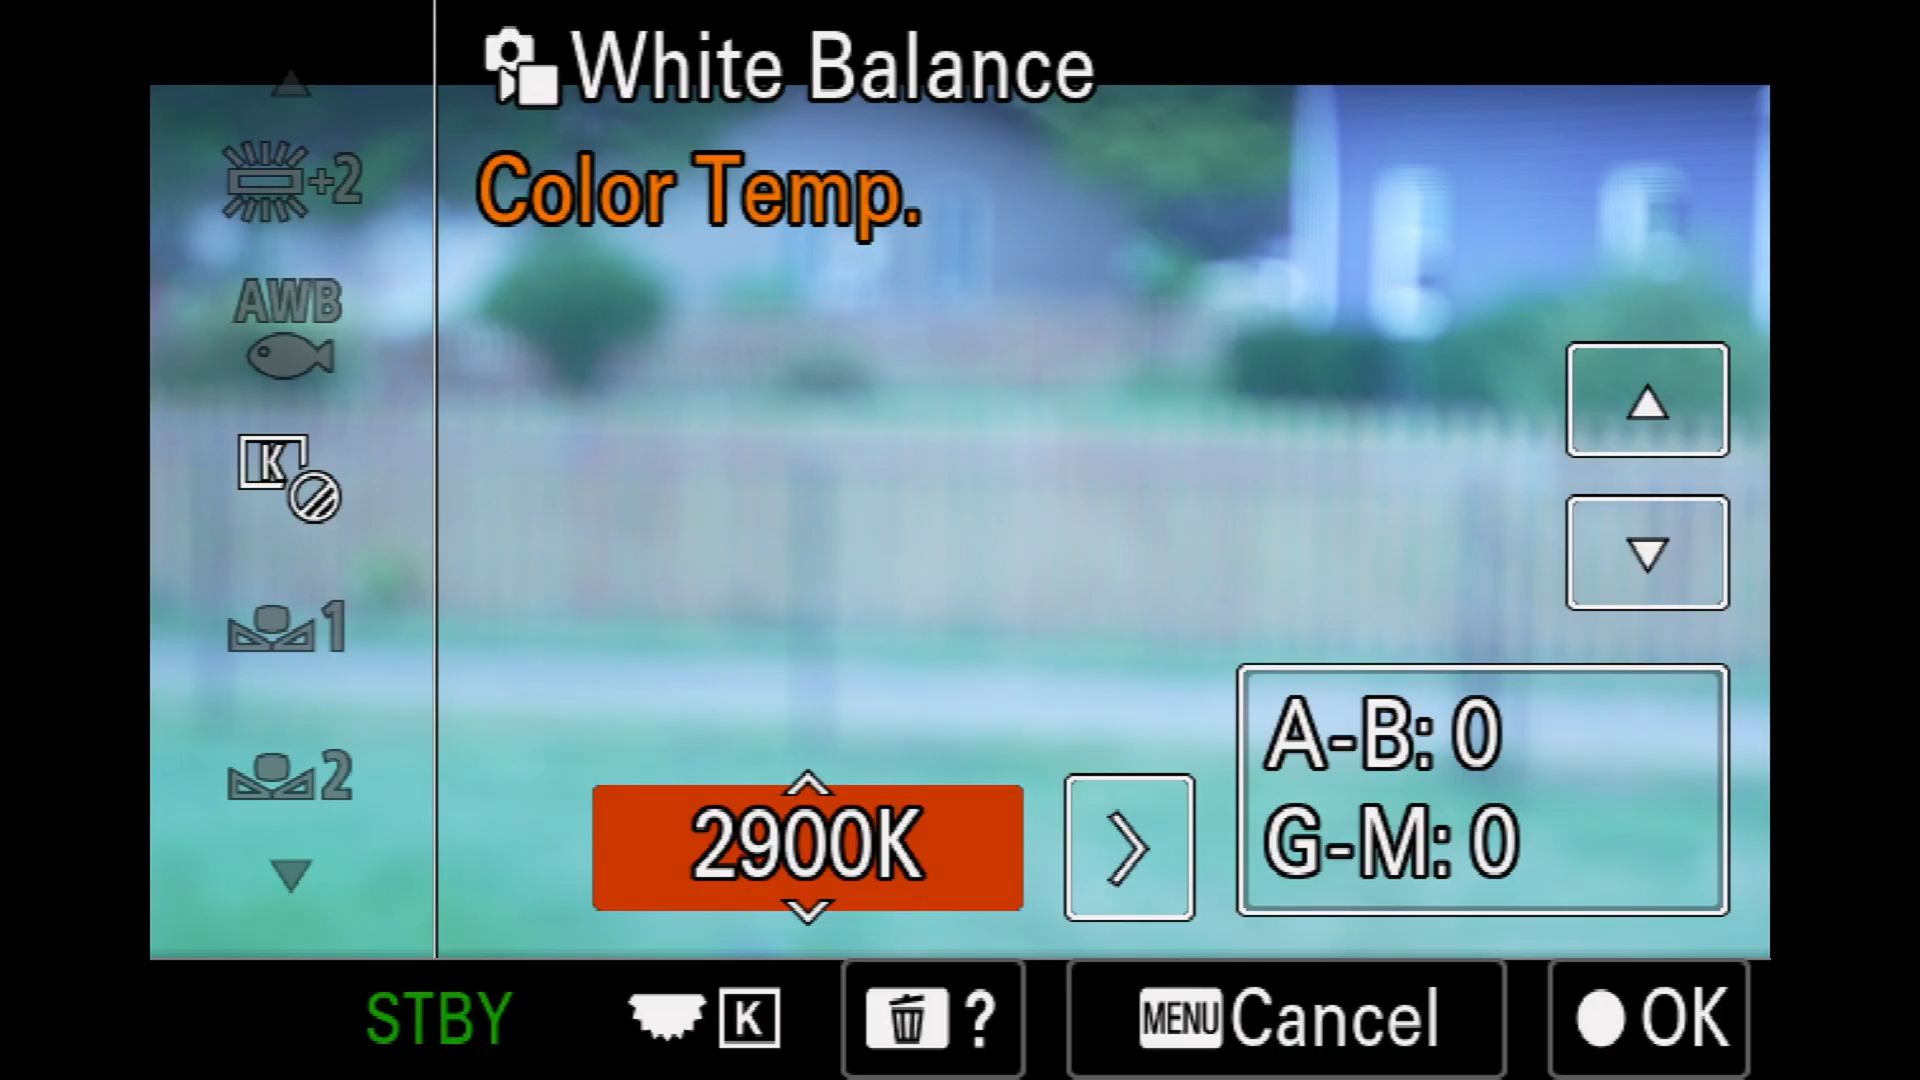 White Balance
Color Temp.
+2
AWB
K
1
2
2900K
A-B: 0
G-M: 0
STBY
K
?
MENU Cancel
OK